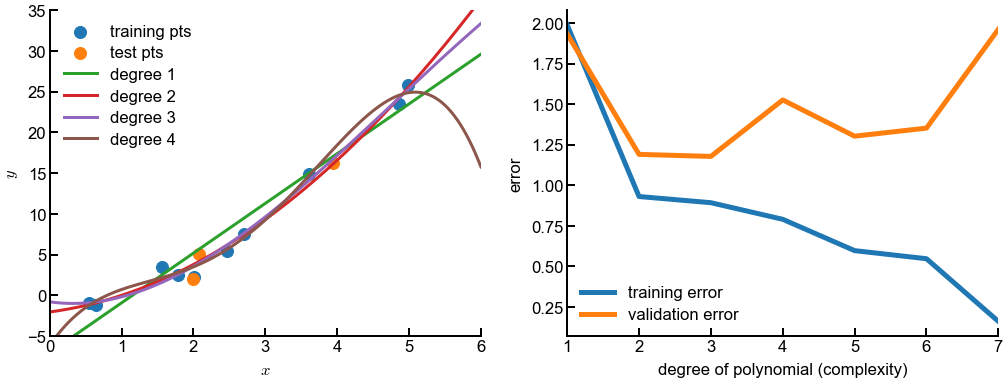 35
30
25
20
15
10
5
0
−5
0 1 2 3 4 5 6
x
y
training pts
test pts
degree 1
degree 2
degree 3
degree 4
2.00
1.75
1.50
1.25
1.00
0.75
0.50
0.25
1 2 3 4 5 6 7
degree of polynomial (complexity)
error
training error
validation error